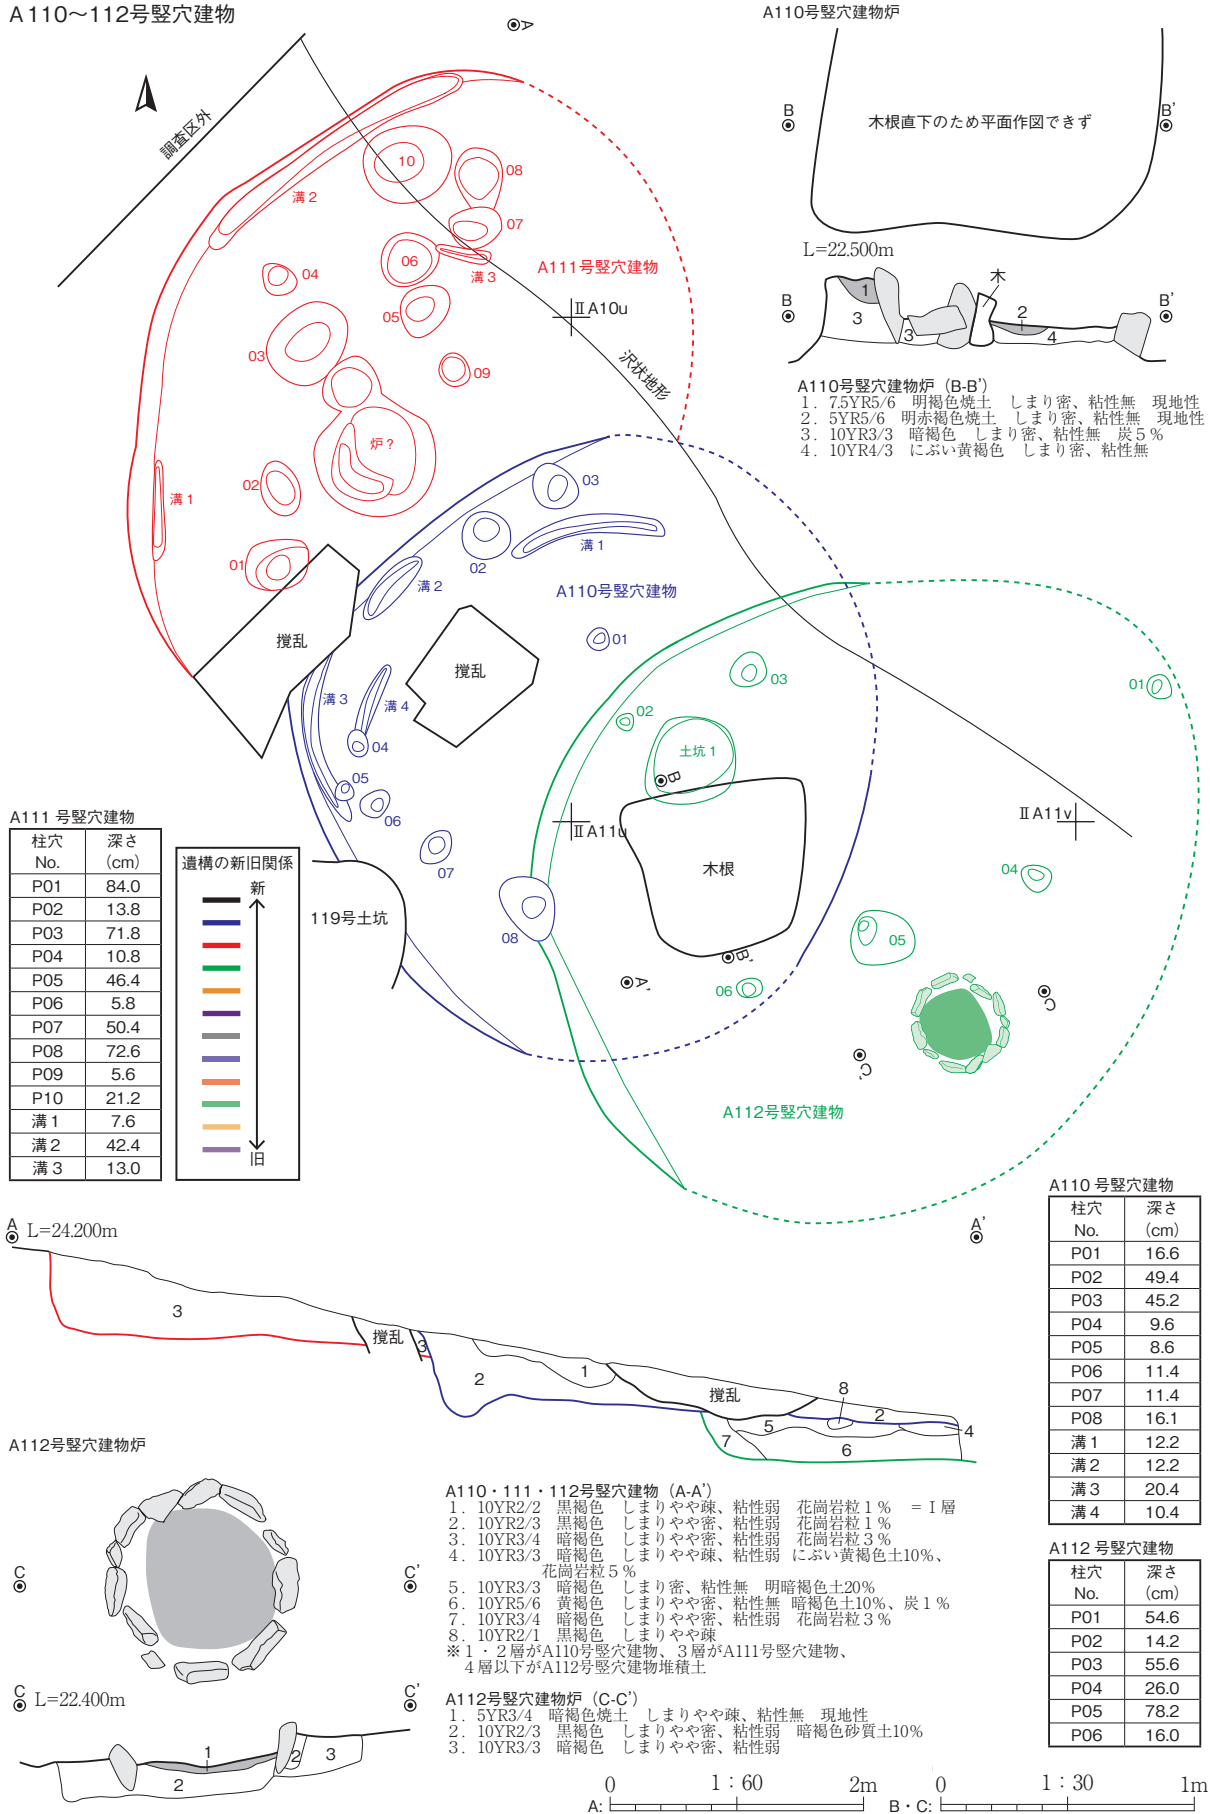 A110～112号竪穴建物
A
調査区外
10
08
溝2
07
06
溝3
04
A111号竪穴建物
05
ⅡA10u
03
09
沢状地形
炉？
02
溝1
01
03
02
溝1
溝2
A110号竪穴建物
01
撹乱
撹乱
溝3
溝4
04
05
06
07
08
119号土坑
03
02
01
土坑1
B
ⅡA11u
ⅡA11v
木根
04
05
B'
A'
06
C
C'
A112号竪穴建物
A110号竪穴建物炉
B
B'
木根直下のため平面作図できず
L=22.500m
木
B
B'
1
3
3
2
4
A110号竪穴建物炉（B-B'）
1．7.5YR5/6　明褐色焼土　しまり密、粘性無　現地性
2．5YR5/6　明赤褐色焼土　しまり密、粘性無　現地性
3．10YR3/3　暗褐色　しまり密、粘性無　炭５％
4．10YR4/3　にぶい黄褐色　しまり密、粘性無
A111 号竪穴建物
柱穴 深さ
No. (cm)
P01 84.0
P02 13.8
P03 71.8
P04 10.8
P05 46.4
P06 5.8
P07 50.4
P08 72.6
P09 5.6
P10 21.2
溝1 7.6
溝2 42.4
溝3 13.0
遺構の新旧関係
新
旧
A L=24.200m
A'
3
撹乱
3
2
1
撹乱
8
2
5
4
7
6
A110 号竪穴建物
柱穴 深さ
No. (cm)
P01 16.6
P02 49.4
P03 45.2
P04 9.6
P05 8.6
P06 11.4
P07 11.4
P08 16.1
溝1 12.2
溝2 12.2
溝3 20.4
溝4 10.4
A112 号竪穴建物
柱穴 深さ
No. (cm)
P01 54.6
P02 14.2
P03 55.6
P04 26.0
P05 78.2
P06 16.0
A112号竪穴建物炉
C
C'
C L=22.400m
C'
1
2
2
3
A110・111・112号竪穴建物（A-A'）
1．10YR2/2　黒褐色　しまりやや疎、粘性弱　花崗岩粒１％　＝Ⅰ層
2．10YR2/3　黒褐色　しまりやや密、粘性弱　花崗岩粒１％
3．10YR3/4　暗褐色　しまりやや密、粘性弱　花崗岩粒３％
4．10YR3/3　暗褐色　しまりやや疎、粘性弱　にぶい黄褐色土10%、
花崗岩粒５％
5．10YR3/3　暗褐色　しまり密、粘性無　明暗褐色土20%
6．10YR5/6　黄褐色　しまりやや密、粘性無　暗褐色土10%、炭１％
7．10YR3/4　暗褐色　しまりやや密、粘性弱　花崗岩粒３％
8．10YR2/1　黒褐色　しまりやや疎
※１・２層がA110号竪穴建物、３層がA111号竪穴建物、
４層以下がA112号竪穴建物堆積土
A112号竪穴建物炉（C-C'）
1．5YR3/4　暗褐色焼土　しまりやや疎、粘性無　現地性
2．10YR2/3　黒褐色　しまりやや密、粘性弱　暗褐色砂質土10%
3．10YR3/3　暗褐色　しまりやや密、粘性弱
0 1：60 2m
A:
0 1：30 1m
B・C: